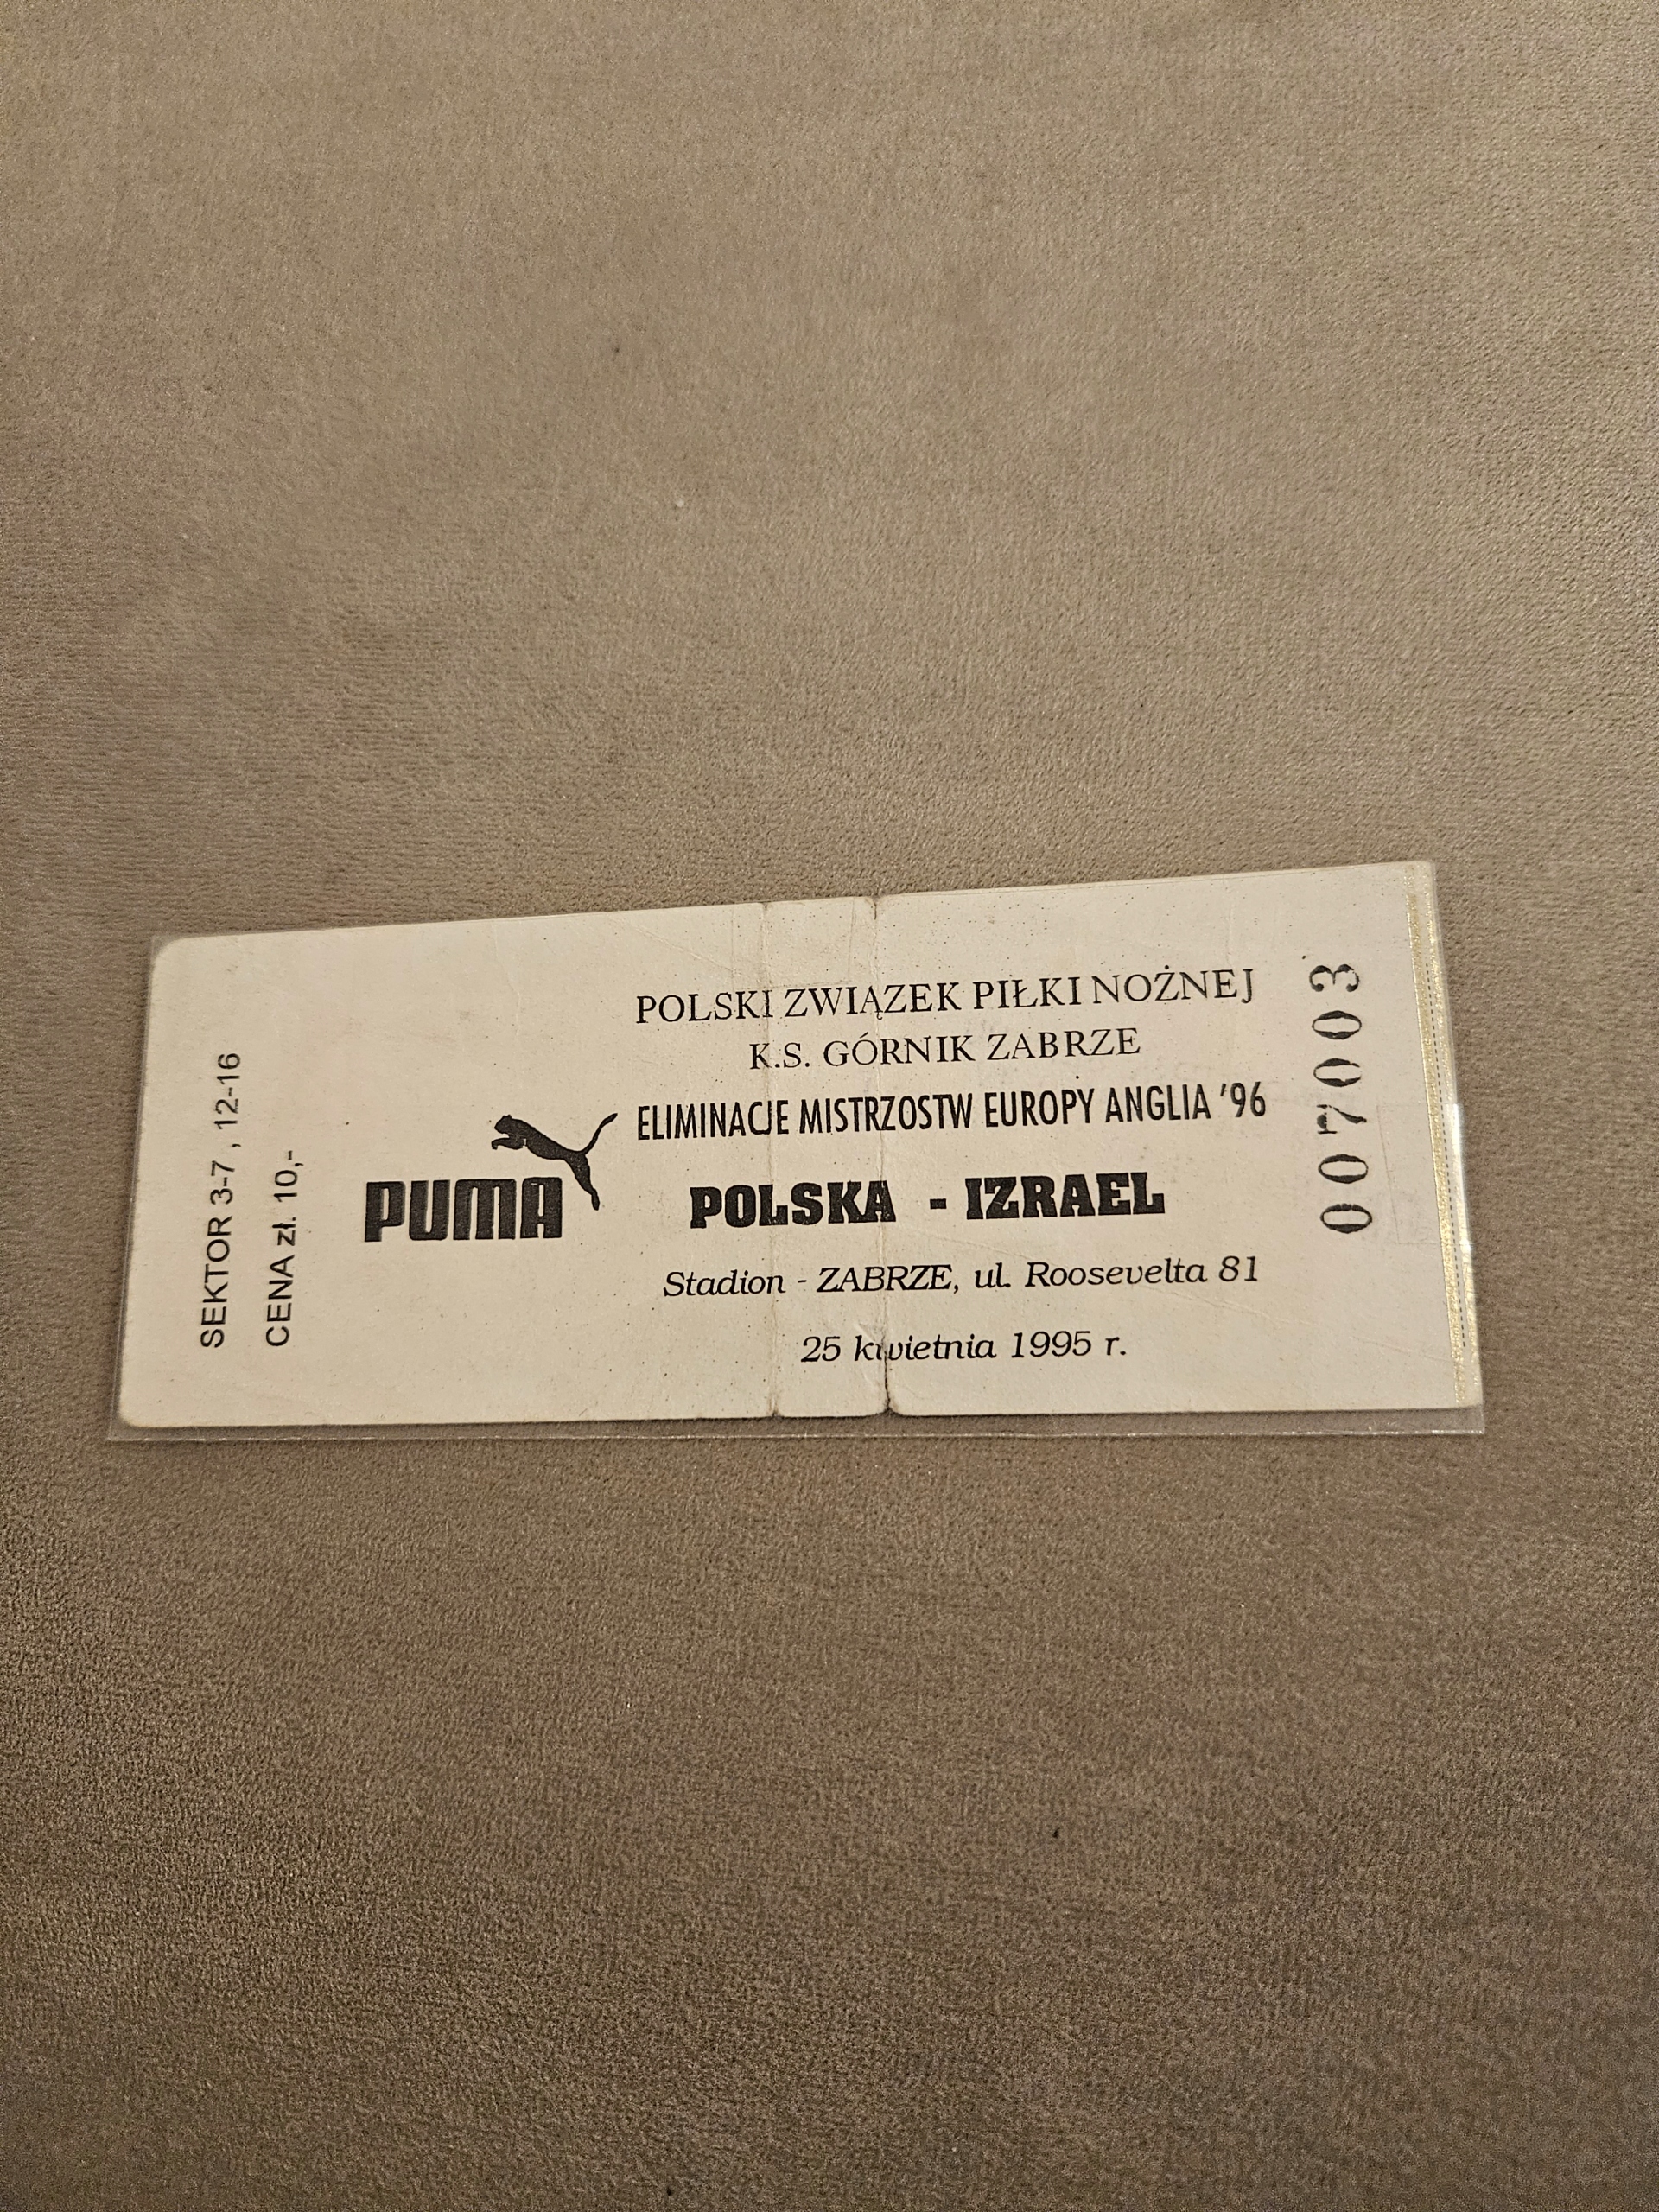 SEKTOR 3-7 , 12-16
CENA zł. 10,-
PUMA
POLSKI ZWIĄZEK PIŁKI NOŻNEJ
K.S. GÓRNIK ZABRZE
ELIMINACJE MISTRZOSTW EUROPY ANGLIA '96
POLSKA - IZRAEL
Stadion - ZABRZE, ul. Roosevelta 81
25 kwietnia 1995 r.
007003